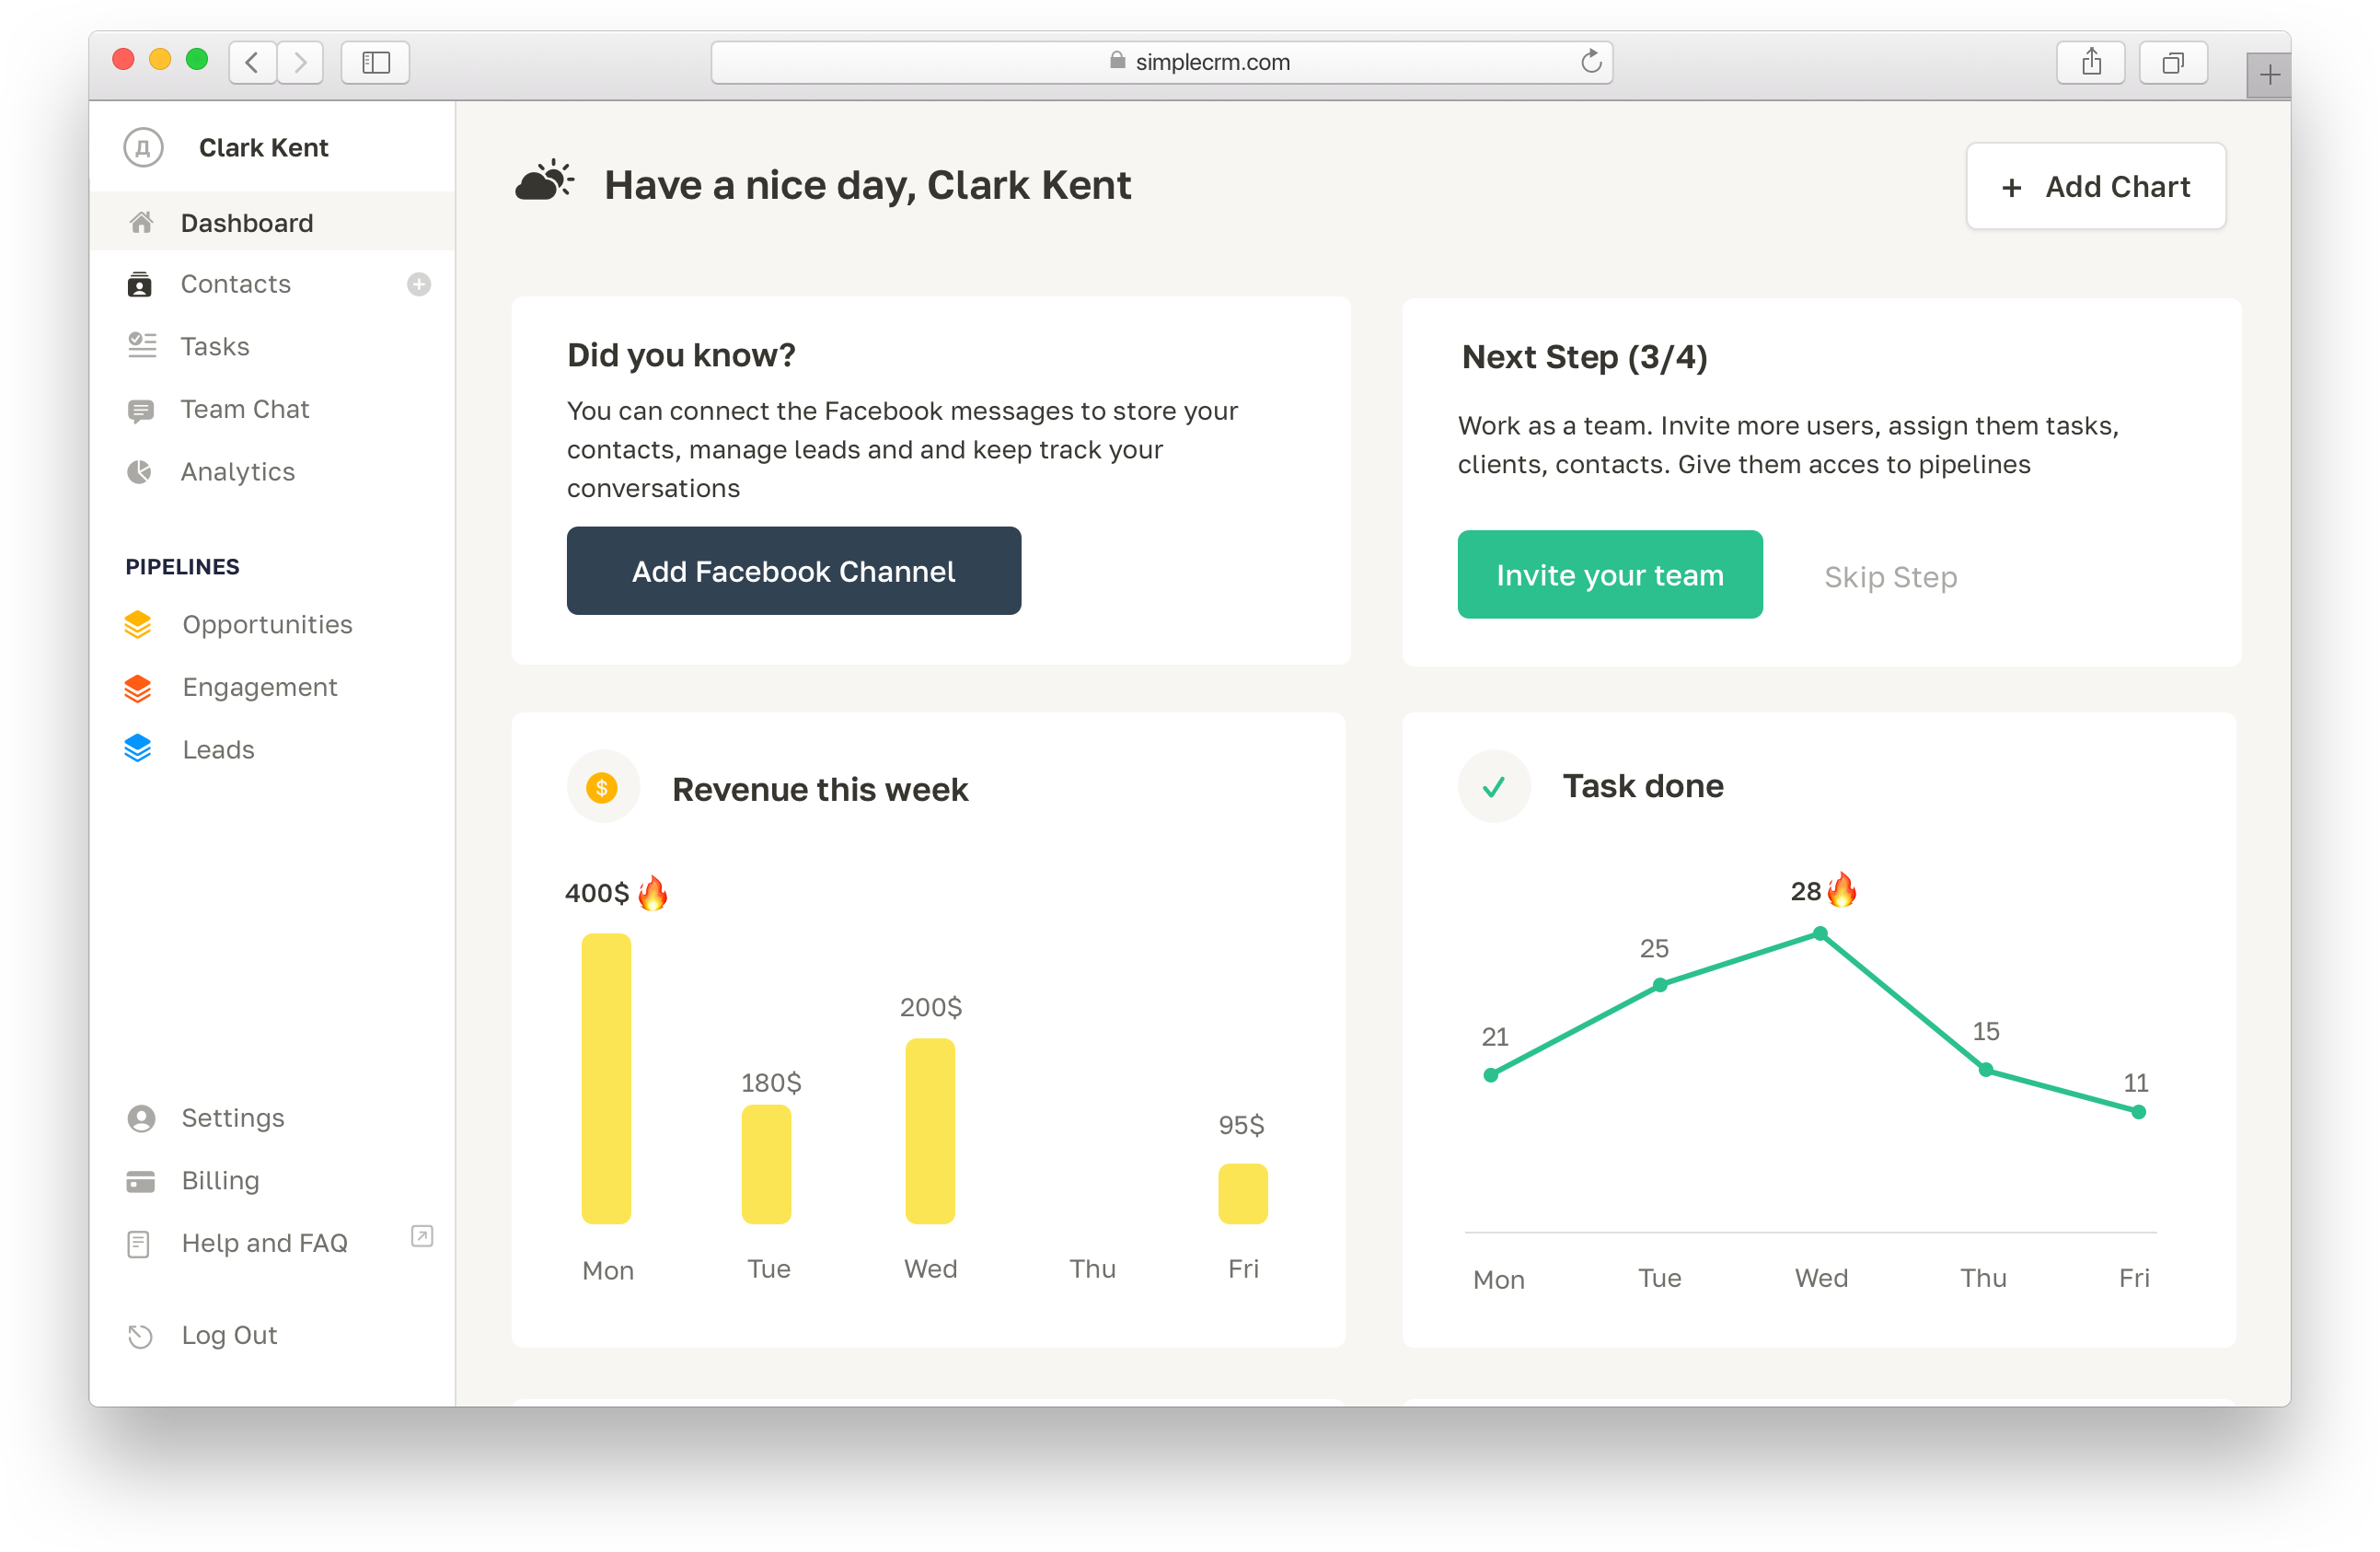 simplecrm.com
Д
Clark Kent
Dashboard
Contacts
Tasks
Team Chat
Analytics
PIPELINES
Opportunities
Engagement
Leads
Settings
Billing
Help and FAQ
Log Out
Have a nice day, Clark Kent
+ Add Chart
Did you know?
You can connect the Facebook messages to store your
contacts, manage leads and and keep track your
conversations
Add Facebook Channel
Next Step (3/4)
Work as a team. Invite more users, assign them tasks,
clients, contacts. Give them acces to pipelines
Invite your team
Skip Step
$
Revenue this week
400$🔥
180$
200$
95$
Mon Tue Wed Thu Fri
Task done
21
25
28🔥
15
11
Mon Tue Wed Thu Fri